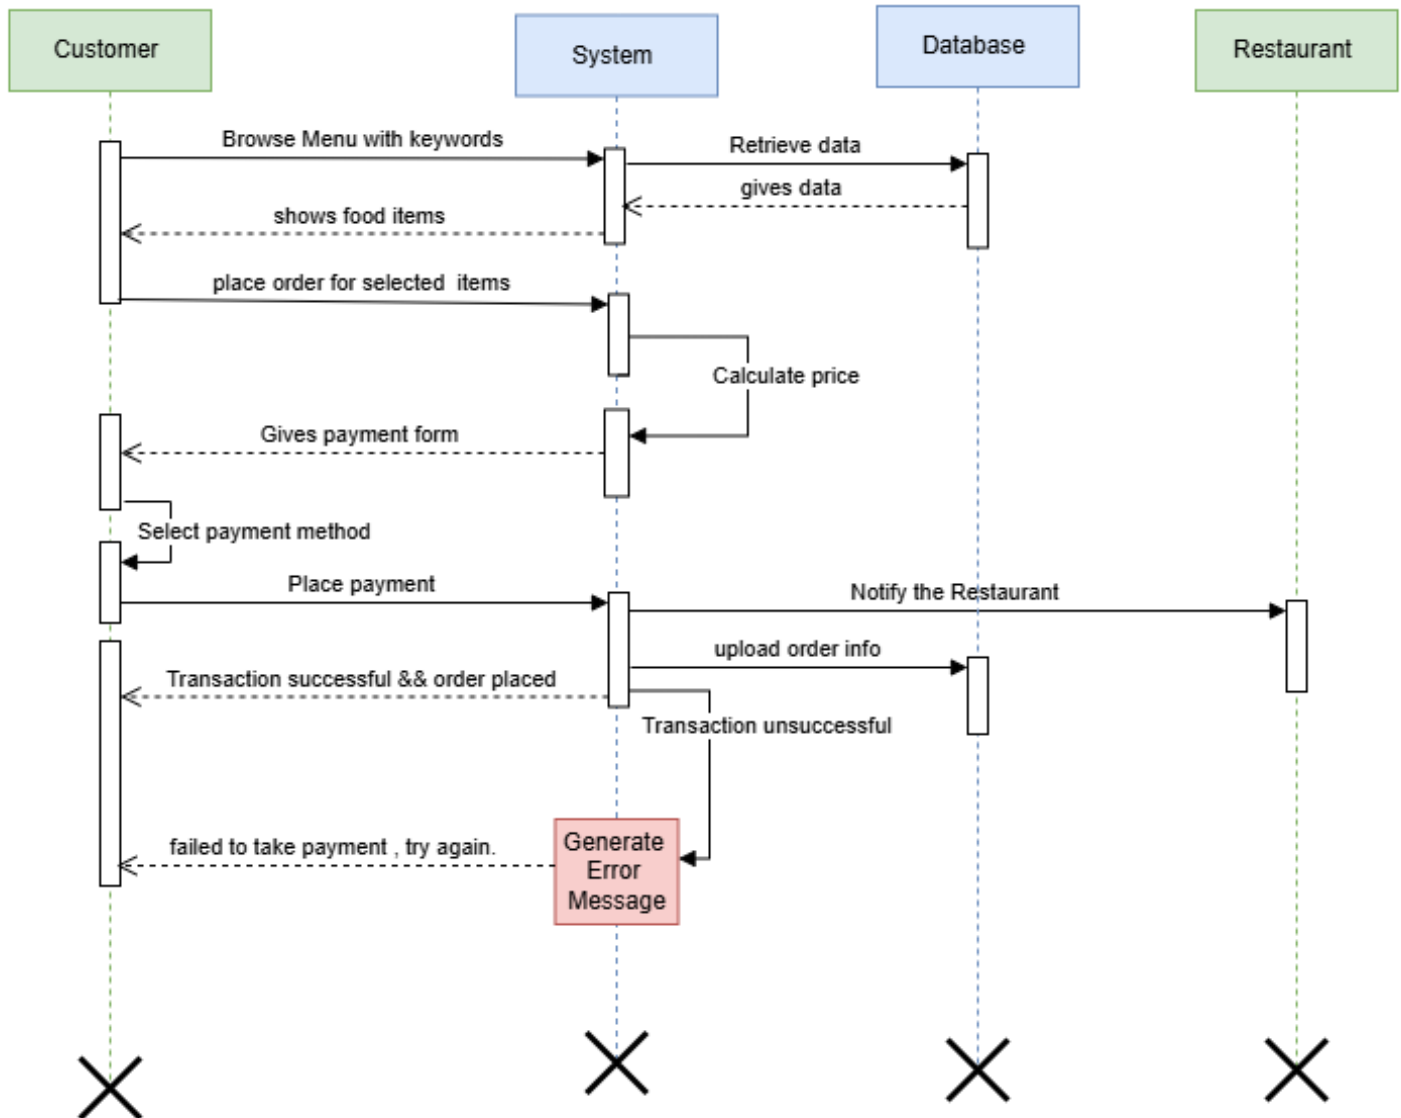 Customer
System
Database
Restaurant
Browse Menu with keywords
Retrieve data
gives data
shows food items
place order for selected  items
Calculate price
Gives payment form
Select payment method
Place payment
Notify the Restaurant
upload order info
Transaction successful && order placed
Transaction unsuccessful
failed to take payment , try again.
Generate
Error
Message